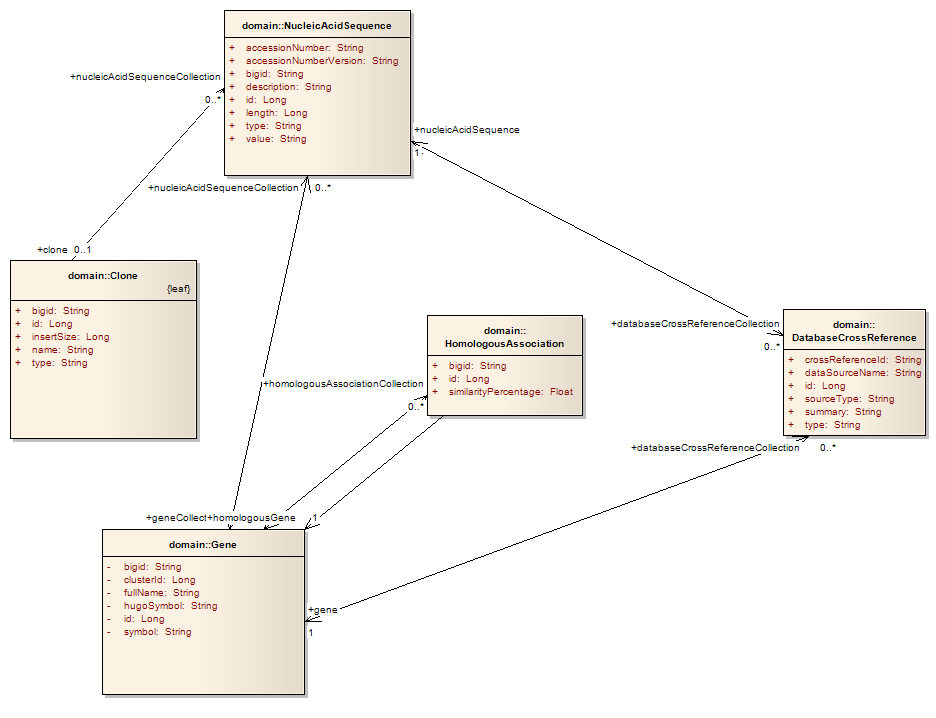 domain::NucleicAcidSequence
+ accessionNumber: String
+ accessionNumberVersion: String
+ bigid: String
+ description: String
+ id: Long
+ length: Long
+ type: String
+ value: String
+nucleicAcidSequenceCollection
0..*
+nucleicAcidSequence
1
+nucleicAcidSequenceCollection 0..*
+clone 0..1
domain::Clone
{leaf}
+ bigid: String
+ id: Long
+ insertSize: Long
+ name: String
+ type: String
domain::
HomologousAssociation
+ bigid: String
+ id: Long
+ similarityPercentage: Float
+homologousAssociationCollection
0..*
+databaseCrossReferenceCollection
0..*
domain::
DatabaseCrossReference
+ crossReferenceId: String
+ dataSourceName: String
+ id: Long
+ sourceType: String
+ summary: String
+ type: String
+databaseCrossReferenceCollection 0..*
+geneCollect+homologousGene 1
domain::Gene
- bigid: String
- clusterId: Long
- fullName: String
- hugoSymbol: String
- id: Long
- symbol: String
+gene
1